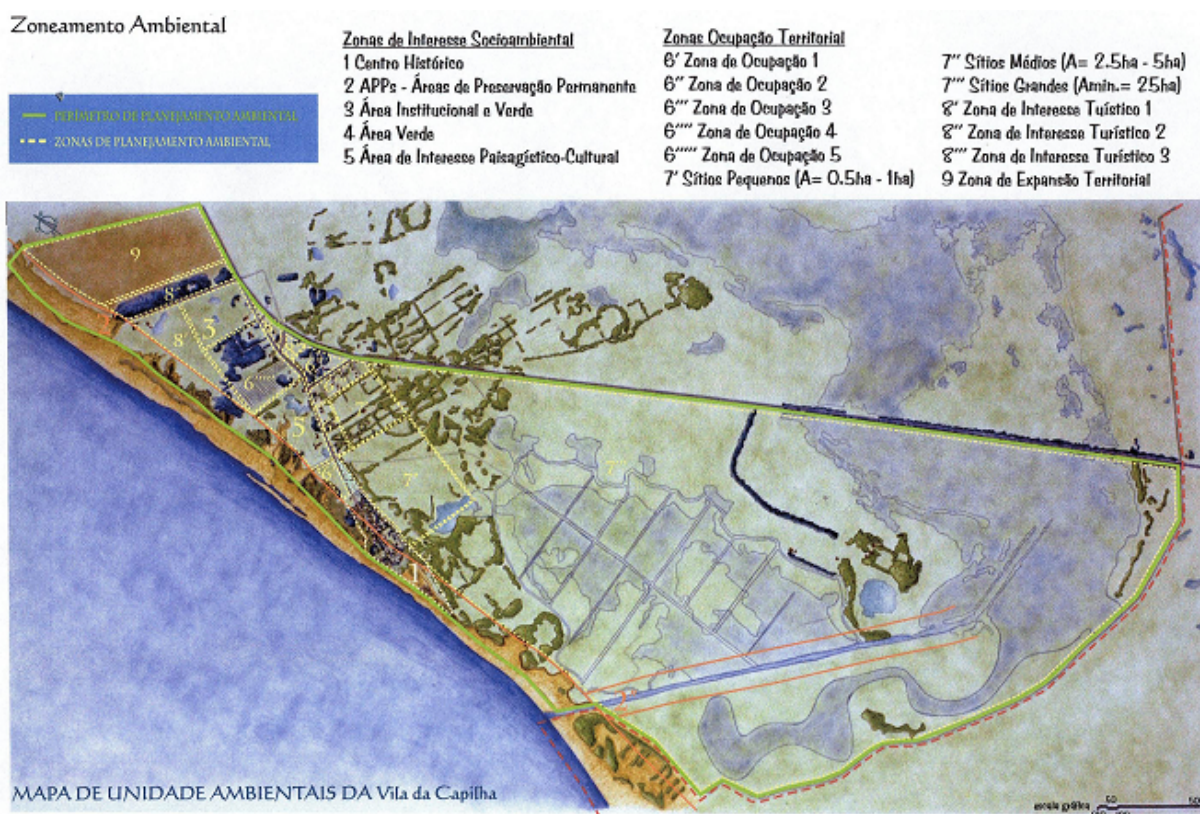 Zoneamento Ambiental
PERÍMETRO DE PLANEJAMENTO AMBIENTAL
ZONAS DE PLANEJAMENTO AMBIENTAL
Zonas de Interesse Socioambiental
1 Centro Histórico
2 APPs - Áreas de Preservação Permanente
3 Área Institucional e Verde
4 Área Verde
5 Área de Interesse Paisagístico-Cultural
Zonas Ocupação Territorial
6' Zona de Ocupação 1
6'' Zona de Ocupação 2
6''' Zona de Ocupação 3
6'''' Zona de Ocupação 4
6''''' Zona de Ocupação 5
7' Sítios Pequenos (A= 0.5ha - 1ha)
7'' Sítios Médios (A= 2.5ha - 5ha)
7''' Sítios Grandes (Amin.= 25ha)
8' Zona de Interesse Tuístico 1
8'' Zona de Interesse Turístico 2
8''' Zona de Interesse Turístico 3
9 Zona de Expansão Territorial
9
8''
3
8'
6'''''
5
7'
7''
1
MAPA DE UNIDADE AMBIENTAIS DA Vila da Capilha
escala gráfica
50